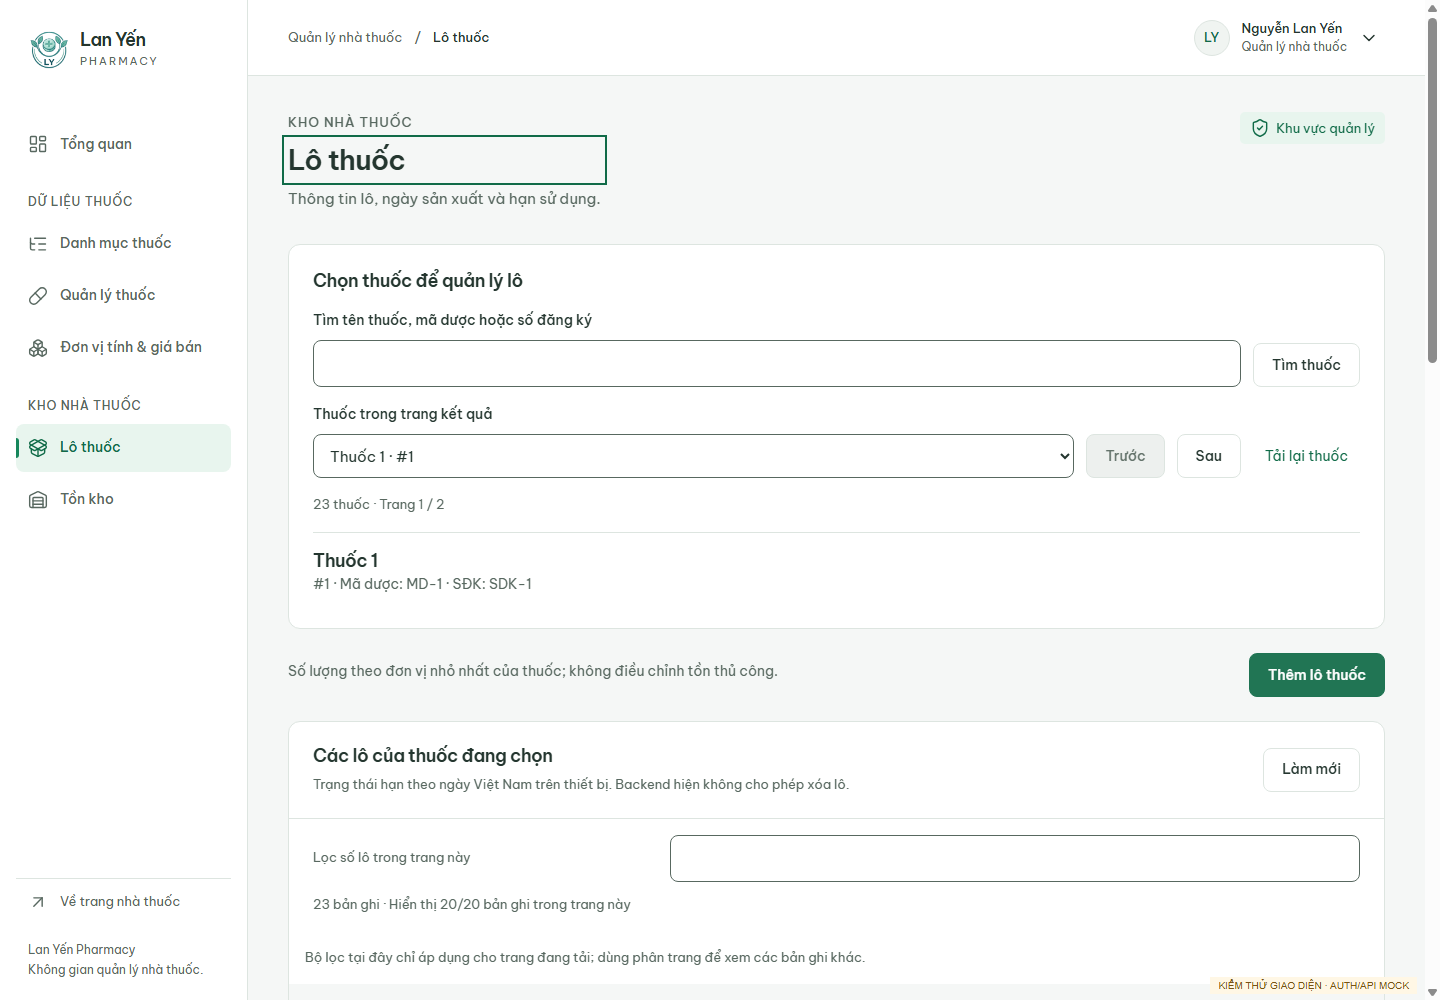 Lan Yến
PHARMACY
LY
Tổng quan
DỮ LIỆU THUỐC
Danh mục thuốc
Quản lý thuốc
Đơn vị tính & giá bán
KHO NHÀ THUỐC
Lô thuốc
Tồn kho
Về trang nhà thuốc
Lan Yến Pharmacy
Không gian quản lý nhà thuốc.
Quản lý nhà thuốc / Lô thuốc
LY
Nguyễn Lan Yến
Quản lý nhà thuốc
KHO NHÀ THUỐC
Lô thuốc
Thông tin lô, ngày sản xuất và hạn sử dụng.
Khu vực quản lý
Chọn thuốc để quản lý lô
Tìm tên thuốc, mã dược hoặc số đăng ký
Tìm thuốc
Thuốc trong trang kết quả
Thuốc 1 · #1
Trước
Sau
Tải lại thuốc
23 thuốc · Trang 1 / 2
Thuốc 1
#1 · Mã dược: MD-1 · SĐK: SDK-1
Số lượng theo đơn vị nhỏ nhất của thuốc; không điều chỉnh tồn thủ công.
Thêm lô thuốc
Các lô của thuốc đang chọn
Trạng thái hạn theo ngày Việt Nam trên thiết bị. Backend hiện không cho phép xóa lô.
Làm mới
Lọc số lô trong trang này
23 bản ghi · Hiển thị 20/20 bản ghi trong trang này
Bộ lọc tại đây chỉ áp dụng cho trang đang tải; dùng phân trang để xem các bản ghi khác.
KIỂM THỬ GIAO DIỆN · AUTH/API MOCK